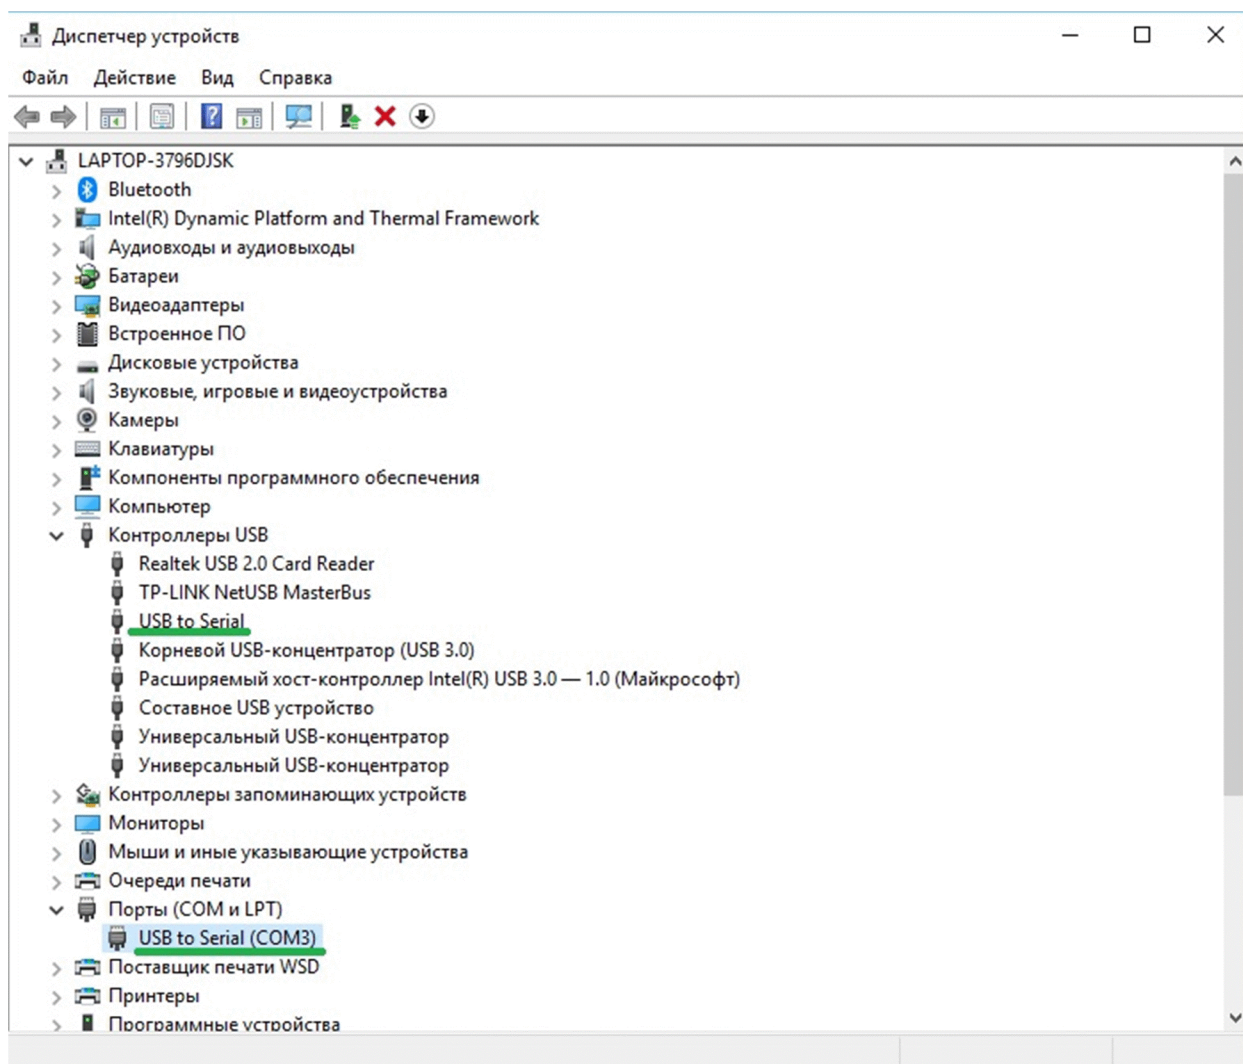 Диспетчер устройств
Файл Действие Вид Справка
LAPTOP-3796DJSK
Bluetooth
Intel(R) Dynamic Platform and Thermal Framework
Аудиовходы и аудиовыходы
Батареи
Видеоадаптеры
Встроенное ПО
Дисковые устройства
Звуковые, игровые и видеоустройства
Камеры
Клавиатуры
Компоненты программного обеспечения
Компьютер
Контроллеры USB
Realtek USB 2.0 Card Reader
TP-LINK NetUSB MasterBus
USB to Serial
Корневой USB-концентратор (USB 3.0)
Расширяемый хост-контроллер Intel(R) USB 3.0 — 1.0 (Майкрософт)
Составное USB устройство
Универсальный USB-концентратор
Универсальный USB-концентратор
Контроллеры запоминающих устройств
Мониторы
Мыши и иные указывающие устройства
Очереди печати
Порты (COM и LPT)
USB to Serial (COM3)
Поставщик печати WSD
Принтеры
Программные устройства